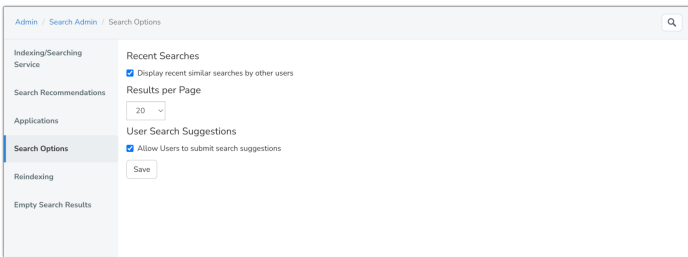 Admin / Search Admin / Search Options
Indexing/Searching
Service
Search Recommendations
Applications
Search Options
Reindexing
Empty Search Results
Recent Searches
Display recent similar searches by other users
Results per Page
20
User Search Suggestions
Allow Users to submit search suggestions
Save